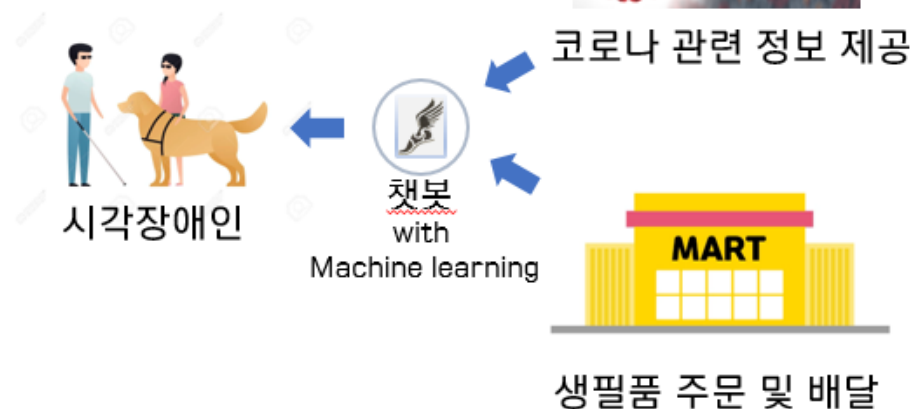 코로나 관련 정보 제공
시각장애인
챗봇
with
Machine learning
MART
생필품 주문 및 배달